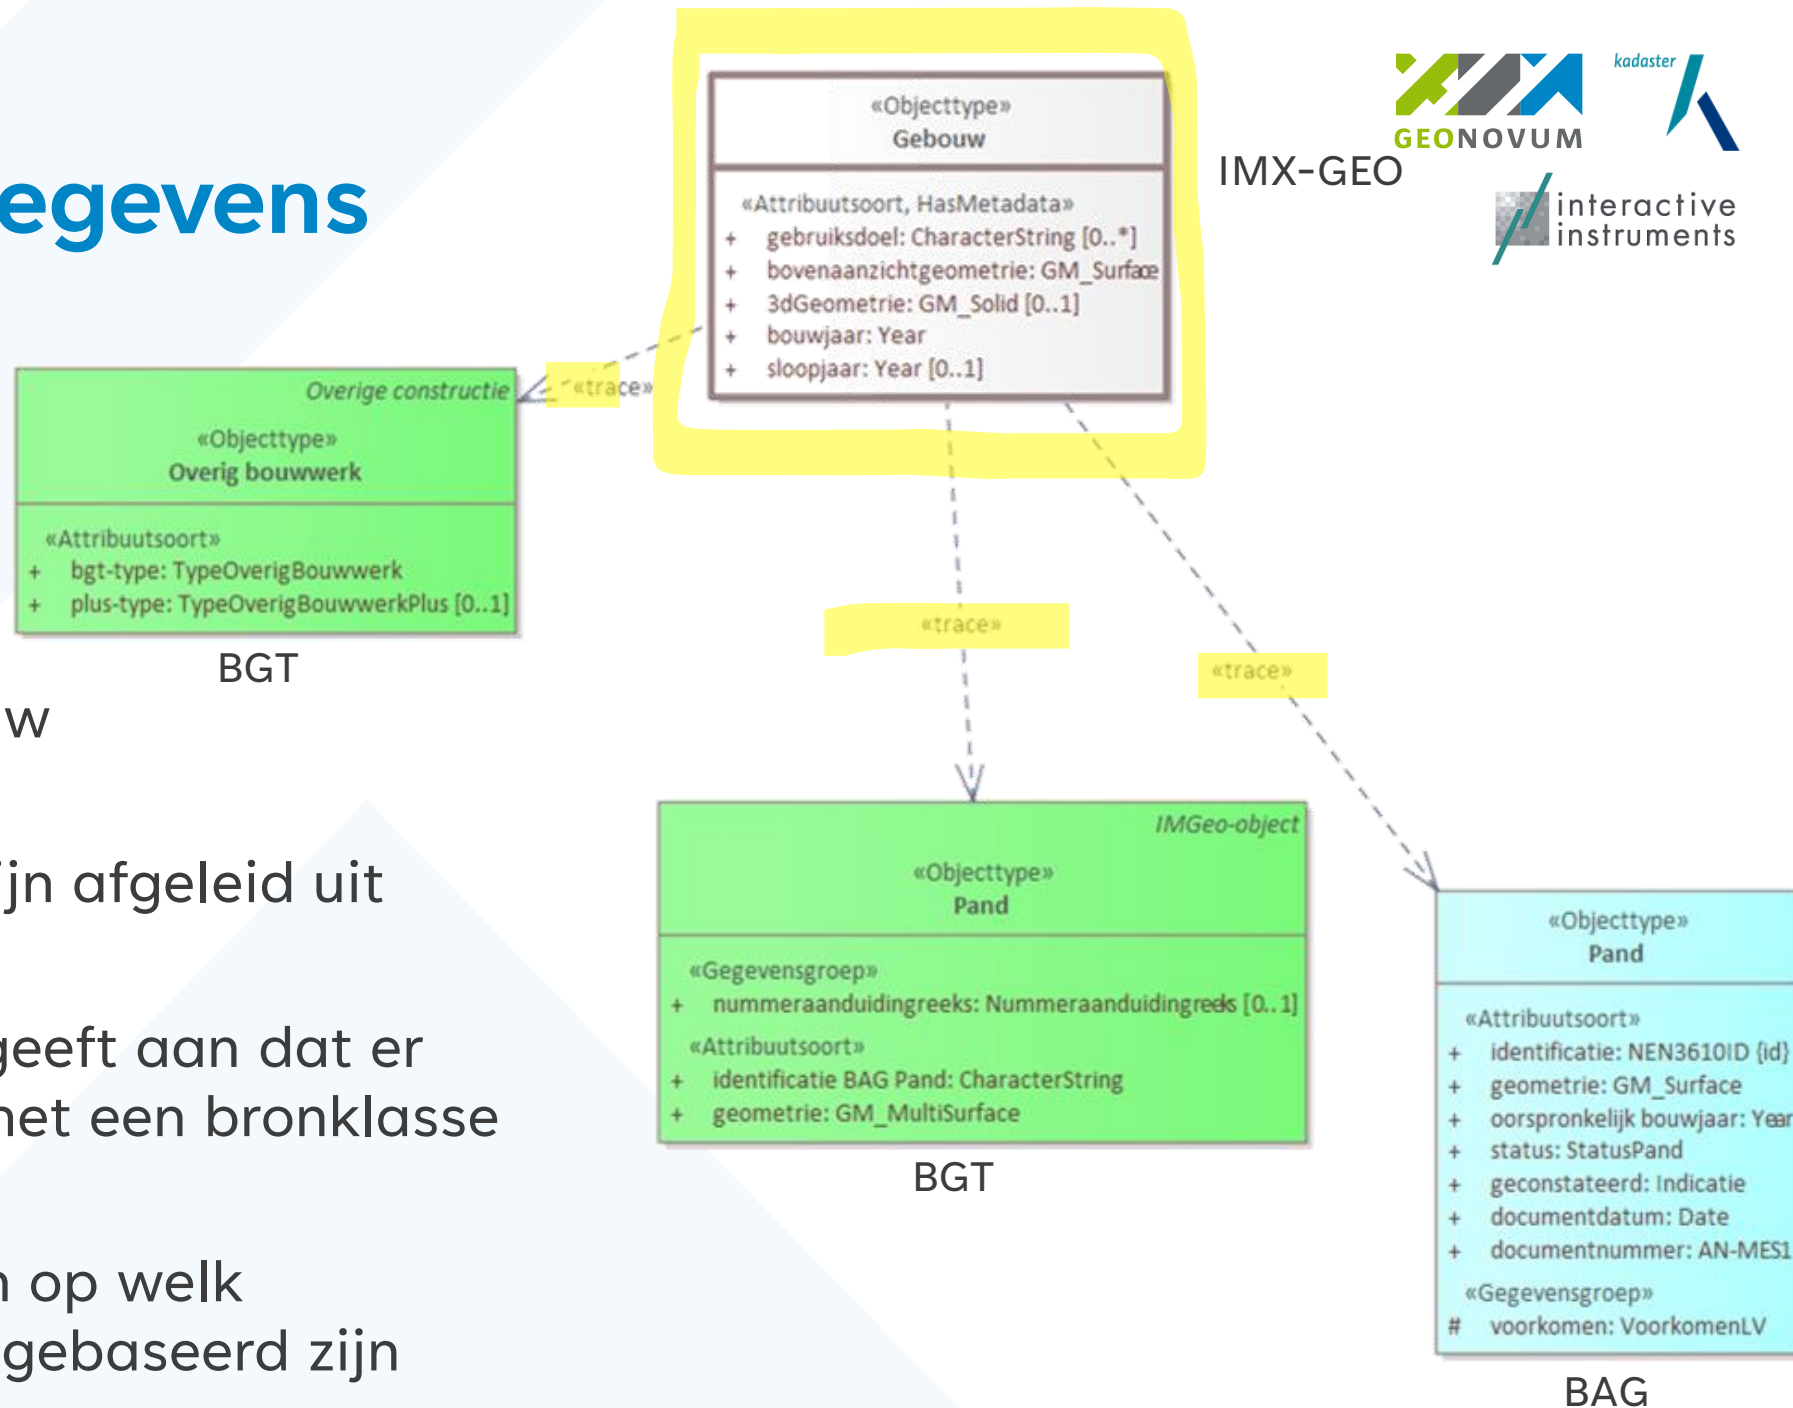 egevens
w
ijn afgeleid uit
geeft aan dat er
net een bronklasse
n op welk
gebaseerd zijn
«Objecttype»
Gebouw
«Attribuutsoort, HasMetadata»
+ gebruiksdoel: CharacterString [0..*]
+ bovenaanzichtgeometrie: GM_Surface
+ 3dGeometrie: GM_Solid [0..1]
+ bouwjaar: Year
+ sloopjaar: Year [0..1]
IMX-GEO
GEONOVUM
kadaster
interactive
instruments
«trace»
Overige constructie
«Objecttype»
Overig bouwwerk
«Attribuutsoort»
+ bgt-type: TypeOverigBouwwerk
+ plus-type: TypeOverigBouwwerkPlus [0..1]
BGT
«trace»
«trace»
IMGeo-object
«Objecttype»
Pand
«Gegevensgroep»
+ nummeraanduidingreeks: Nummeraanduidingreeks [0..1]
«Attribuutsoort»
+ identificatie BAG Pand: CharacterString
+ geometrie: GM_MultiSurface
BGT
«Objecttype»
Pand
«Attribuutsoort»
+ identificatie: NEN3610ID {id}
+ geometrie: GM_Surface
+ oorspronkelijk bouwjaar: Year
+ status: StatusPand
+ geconstateerd: Indicatie
+ documentdatum: Date
+ documentnummer: AN-MES1
«Gegevensgroep»
# voorkomen: VoorkomenLV
BAG